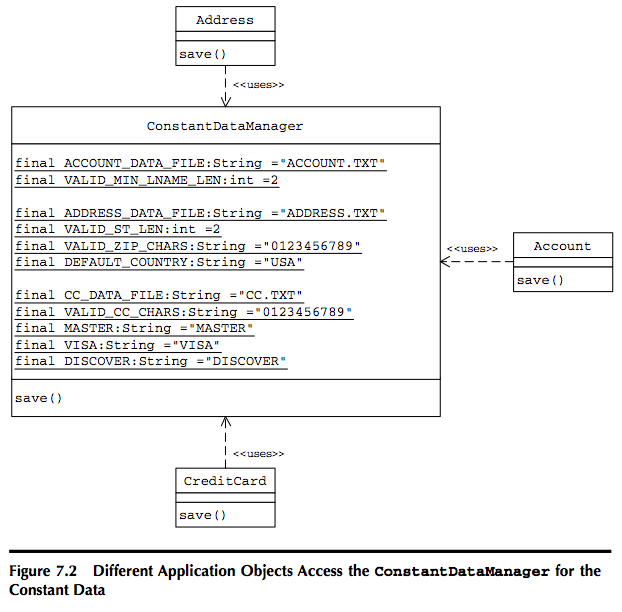 Address
save()
<<uses>>
ConstantDataManager
final ACCOUNT_DATA_FILE:String ="ACCOUNT.TXT"
final VALID_MIN_LNAME_LEN:int =2
final ADDRESS_DATA_FILE:String ="ADDRESS.TXT"
final VALID_ST_LEN:int =2
final VALID_ZIP_CHARS:String ="0123456789"
final DEFAULT_COUNTRY:String ="USA"
final CC_DATA_FILE:String ="CC.TXT"
final VALID_CC_CHARS:String ="0123456789"
final MASTER:String ="MASTER"
final VISA:String ="VISA"
final DISCOVER:String ="DISCOVER"
save()
<<uses>>
Account
save()
<<uses>>
CreditCard
save()
Figure 7.2 Different Application Objects Access the ConstantDataManager for the
Constant Data